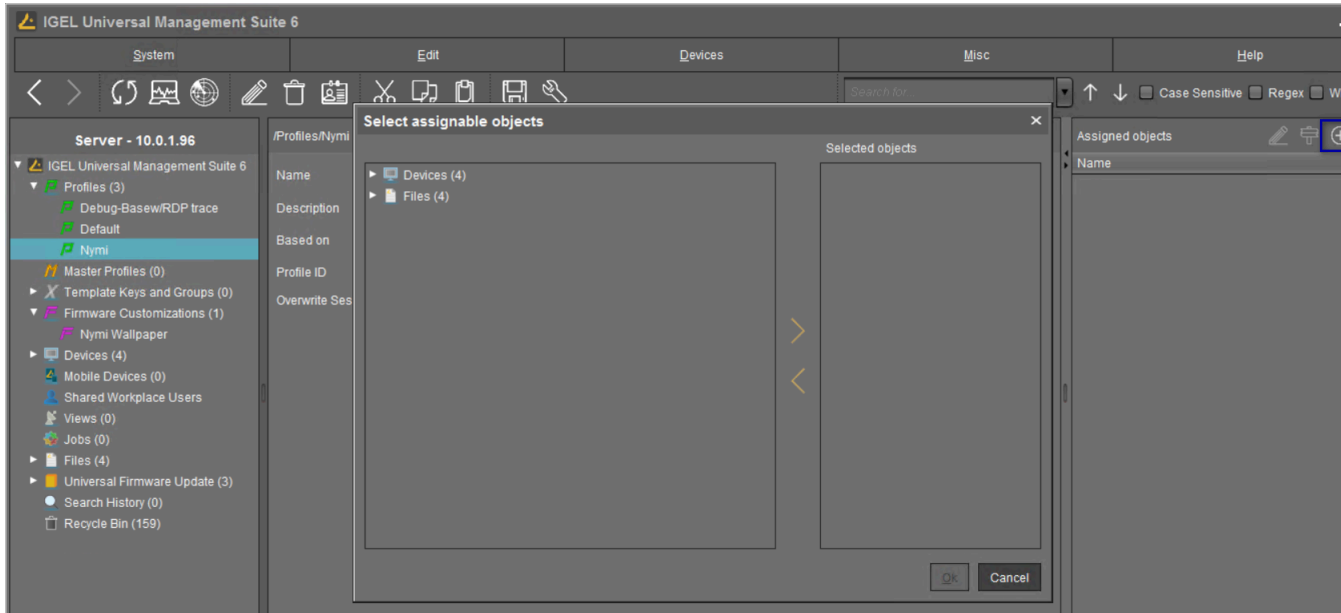 IGEL Universal Management Suite 6
System Edit Devices Misc Help
Search for... Case Sensitive Regex W
Server - 10.0.1.96
IGEL Universal Management Suite 6
Profiles (3)
Debug-Basew/RDP trace
Default
Nymi
Master Profiles (0)
Template Keys and Groups (0)
Firmware Customizations (1)
Nymi Wallpaper
Devices (4)
Mobile Devices (0)
Shared Workplace Users
Views (0)
Jobs (0)
Files (4)
Universal Firmware Update (3)
Search History (0)
Recycle Bin (159)
/Profiles/Nymi
Name
Description
Based on
Profile ID
Overwrite Ses
Select assignable objects
Devices (4)
Files (4)
Selected objects
Ok Cancel
Assigned objects
Name